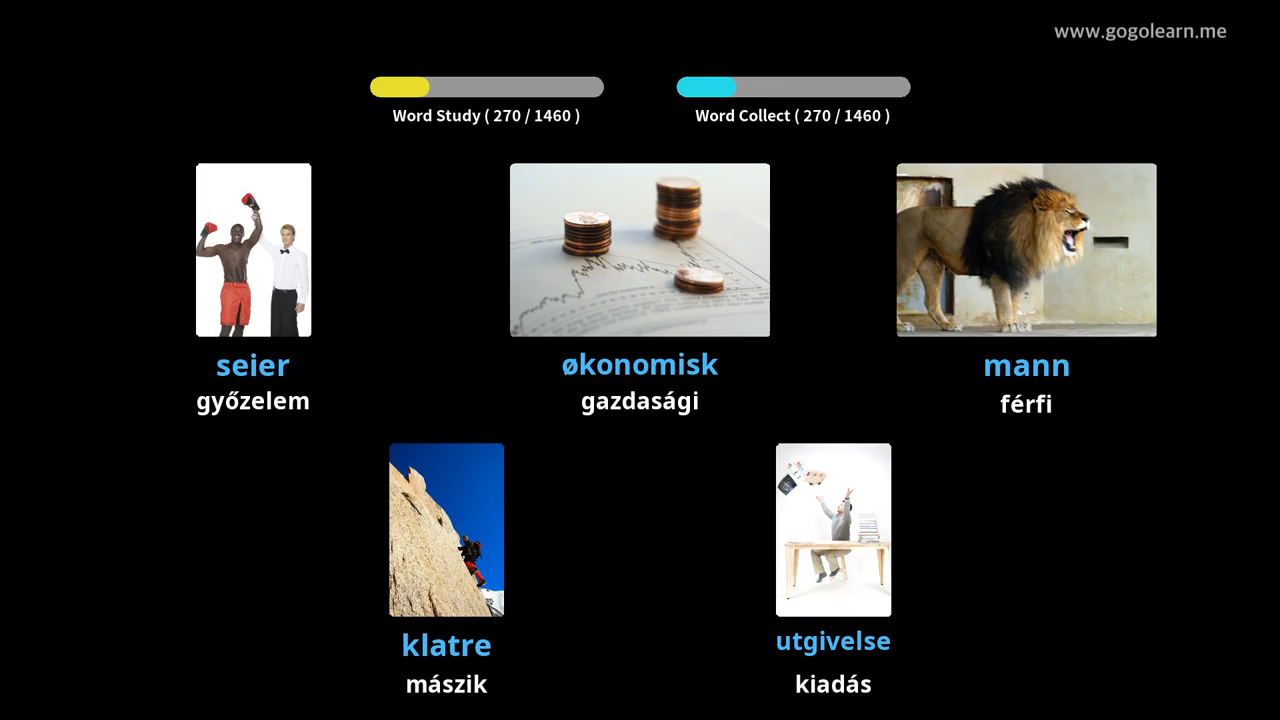 www.gogolearn.me
Word Study ( 270 / 1460 )
Word Collect ( 270 / 1460 )
seier
győzelem
økonomisk
gazdasági
mann
férfi
klatre
mászik
utgivelse
kiadás